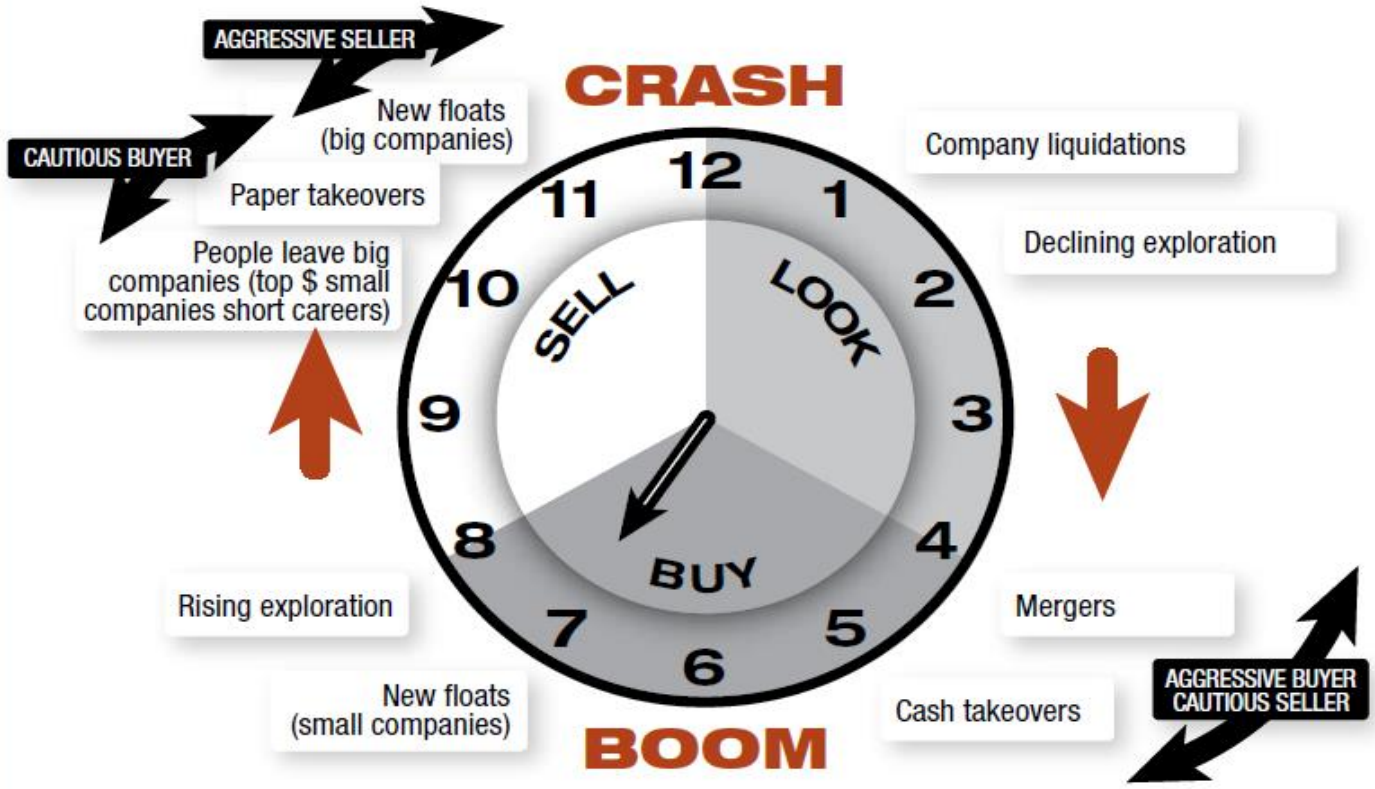 AGGRESSIVE SELLER
CRASH
New floats
(big companies)
CAUTIOUS BUYER
Paper takeovers
People leave big
companies (top $ small
companies short careers)
Company liquidations
Declining exploration
12
1
2
3
4
5
6
7
8
9
10
11
SELL
LOOK
BUY
Rising exploration
New floats
(small companies)
Mergers
Cash takeovers
AGGRESSIVE BUYER
CAUTIOUS SELLER
BOOM